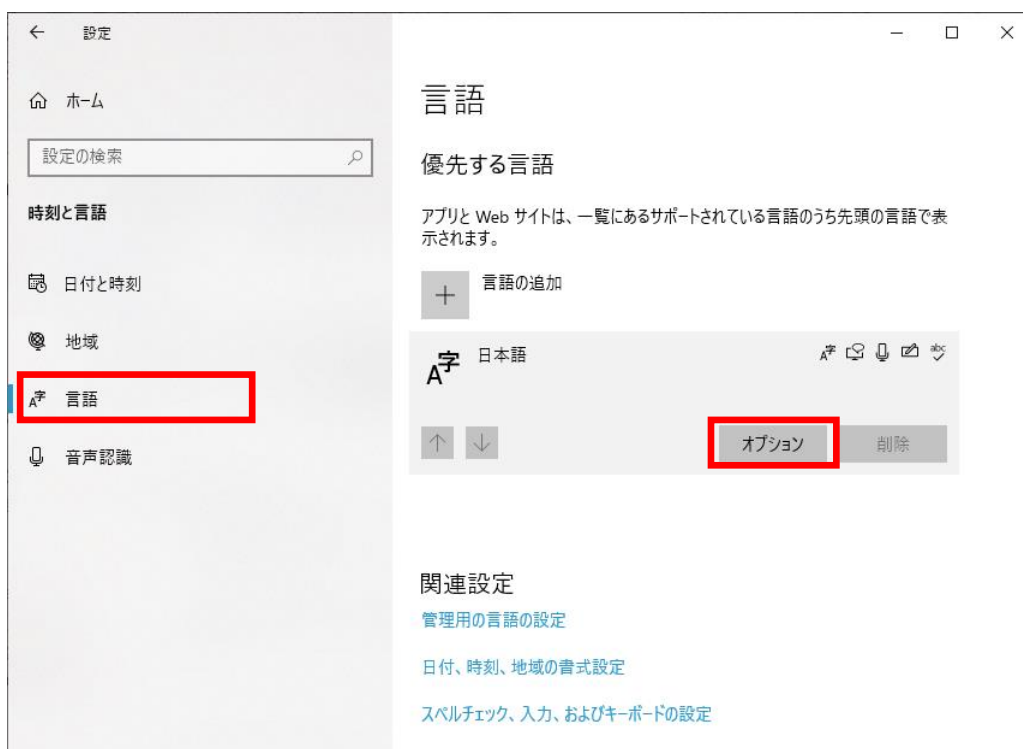 設定
ホーム
設定の検索
時刻と言語
日付と時刻
地域
言語
音声認識
言語
優先する言語
アプリと Web サイトは、一覧にあるサポートされている言語のうち先頭の言語で表
示されます。
言語の追加
日本語
オプション
削除
関連設定
管理用の言語の設定
日付、時刻、地域の書式設定
スペルチェック、入力、およびキーボードの設定